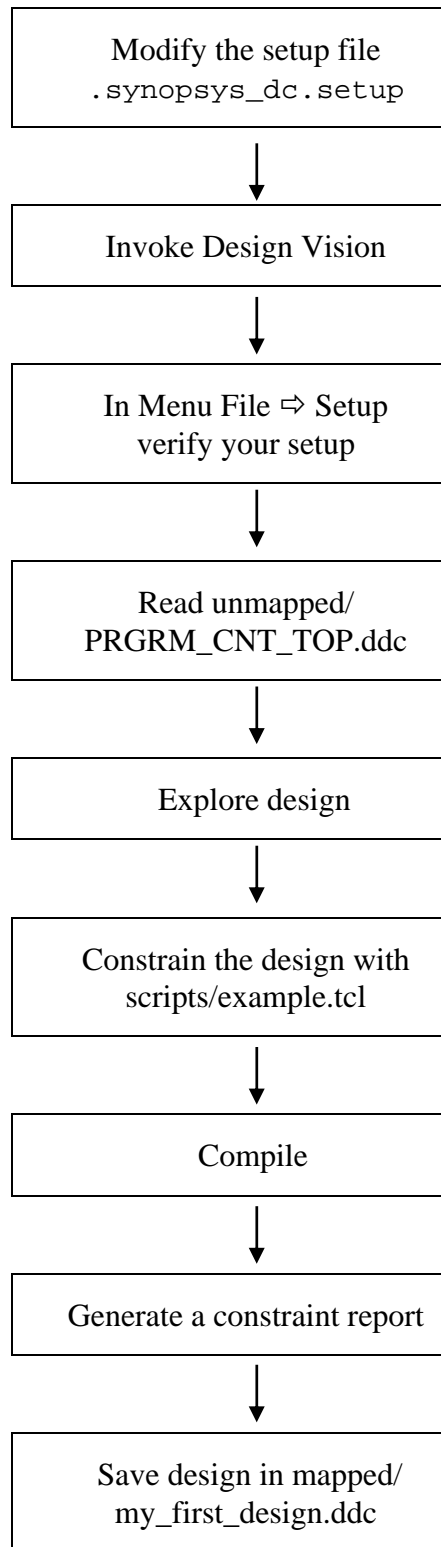 Modify the setup file
.synopsys_dc.setup
Invoke Design Vision
In Menu File ⇨ Setup
verify your setup
Read unmapped/
PRGRM_CNT_TOP.ddc
Explore design
Constrain the design with
scripts/example.tcl
Compile
Generate a constraint report
Save design in mapped/
my_first_design.ddc